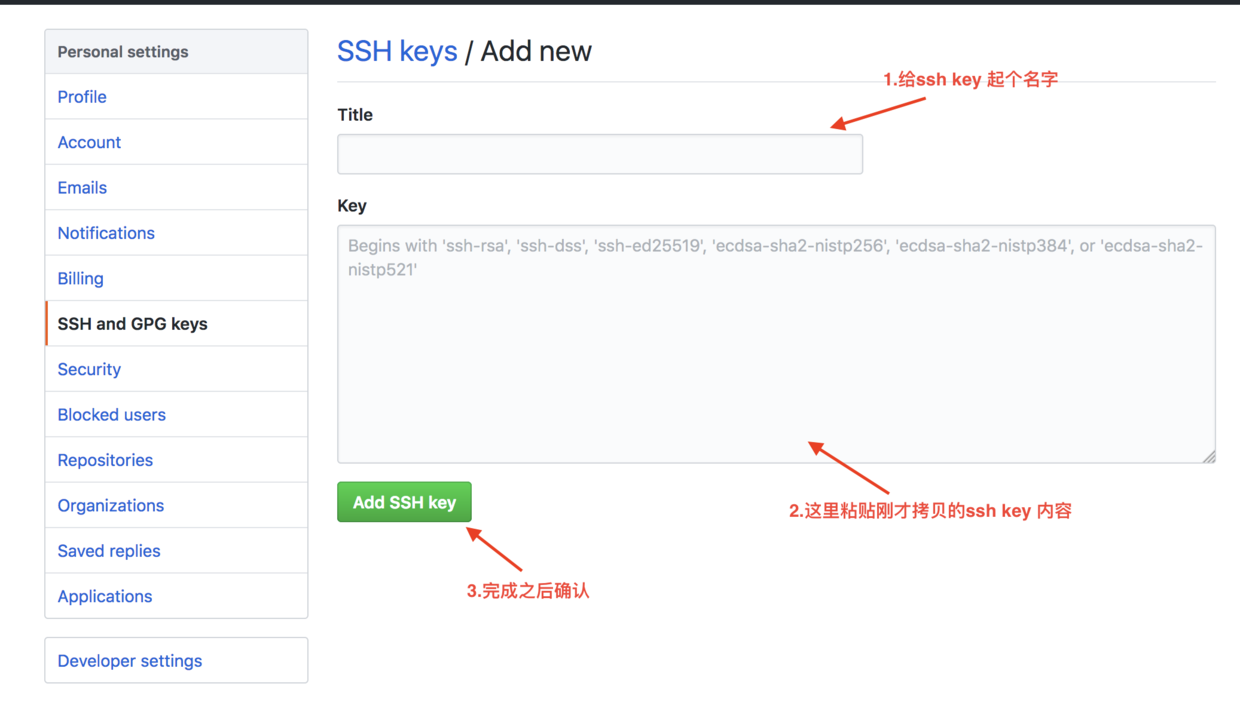 Personal settings
Profile
Account
Emails
Notifications
Billing
SSH and GPG keys
Security
Blocked users
Repositories
Organizations
Saved replies
Applications
Developer settings
SSH keys / Add new
1.给ssh key 起个名字
Title
Key
Begins with 'ssh-rsa', 'ssh-dss', 'ssh-ed25519', 'ecdsa-sha2-nistp256', 'ecdsa-sha2-nistp384', or 'ecdsa-sha2-
nistp521'
Add SSH key
2.这里粘贴刚才拷贝的ssh key 内容
3.完成之后确认